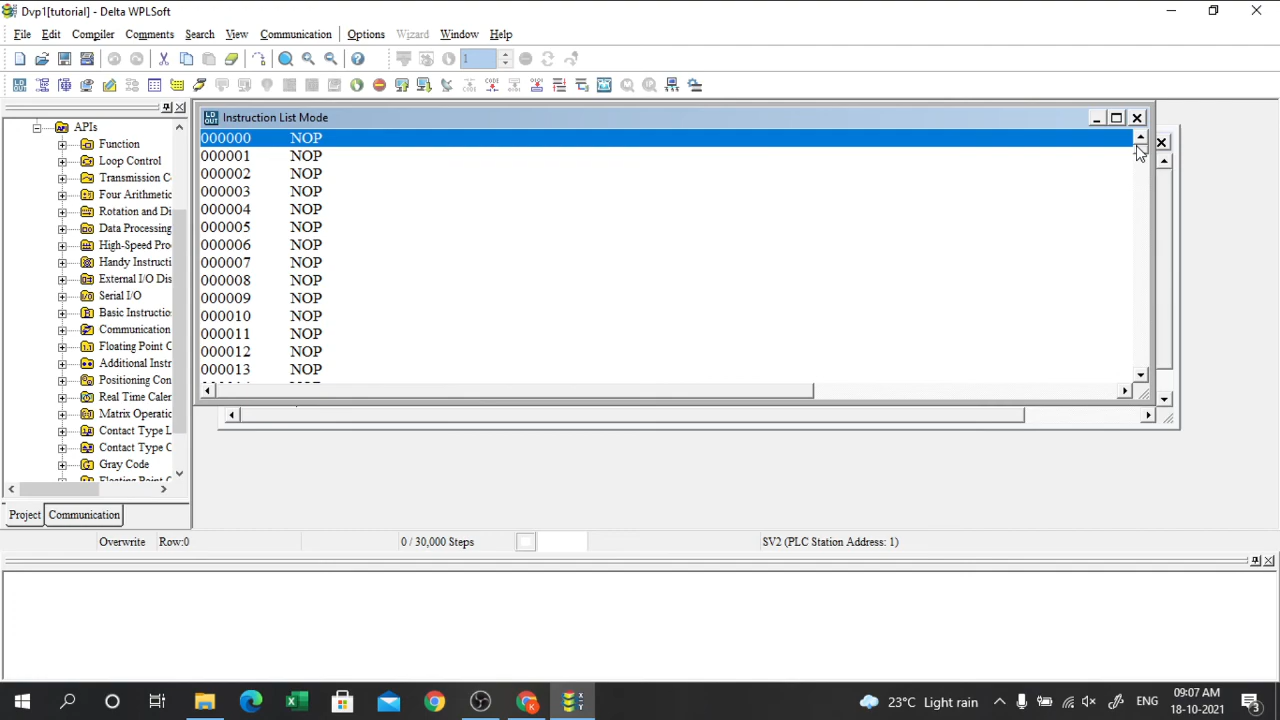 Dvp1[tutorial] - Delta WPLSoft
File Edit Compiler Comments Search View Communication Options Wizard Window Help
1
Instruction List Mode
000000 NOP
000001 NOP
000002 NOP
000003 NOP
000004 NOP
000005 NOP
000006 NOP
000007 NOP
000008 NOP
000009 NOP
000010 NOP
000011 NOP
000012 NOP
000013 NOP
APIs
Function
Loop Control
Transmission C
Four Arithmetic
Rotation and Di
Data Processing
High-Speed Pro
Handy Instructi
External I/O Dis
Serial I/O
Basic Instructio
Communication
Floating Point C
Additional Instr
Positioning Con
Real Time Caler
Matrix Operatio
Contact Type L
Contact Type C
Gray Code
Project Communication
Overwrite Row:0 0 / 30,000 Steps SV2 (PLC Station Address: 1)
23°C Light rain ENG 09:07 AM
18-10-2021 3